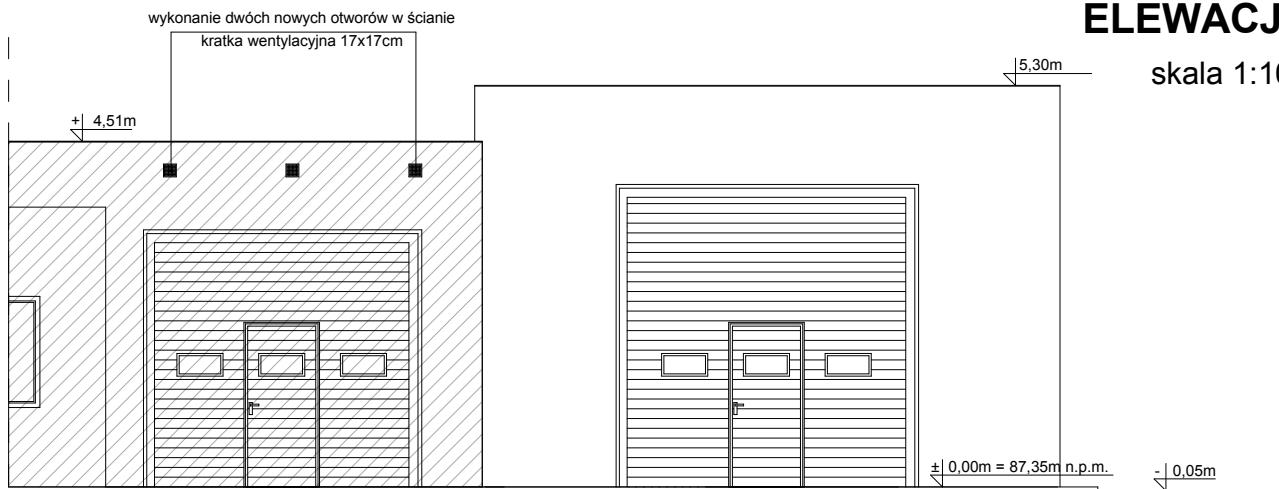 wykonanie dwóch nowych otworów w ścianie
kratka wentylacyjna 17x17cm
ELEWACJ
skala 1:10
5,30m
+ 4,51m
± 0,00m = 87,35m n.p.m.
- 0,05m